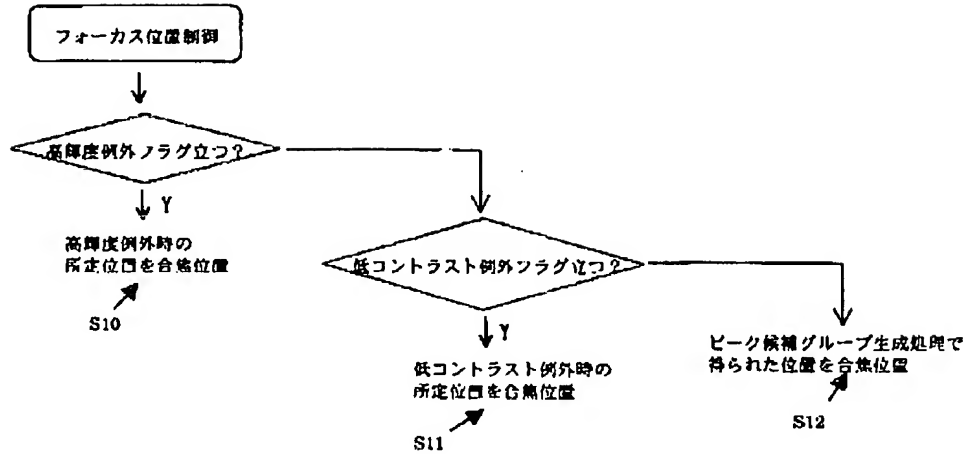 フォーカス位置制御
高輝度例外フラグ立つ？
Y
高輝度例外時の
所定位置を合焦位置
S10
低コントラスト例外フラグ立つ？
Y
低コントラスト例外時の
所定位置を合焦位置
S11
ピーク候補グループ生成処理で
得られた位置を合焦位置
S12